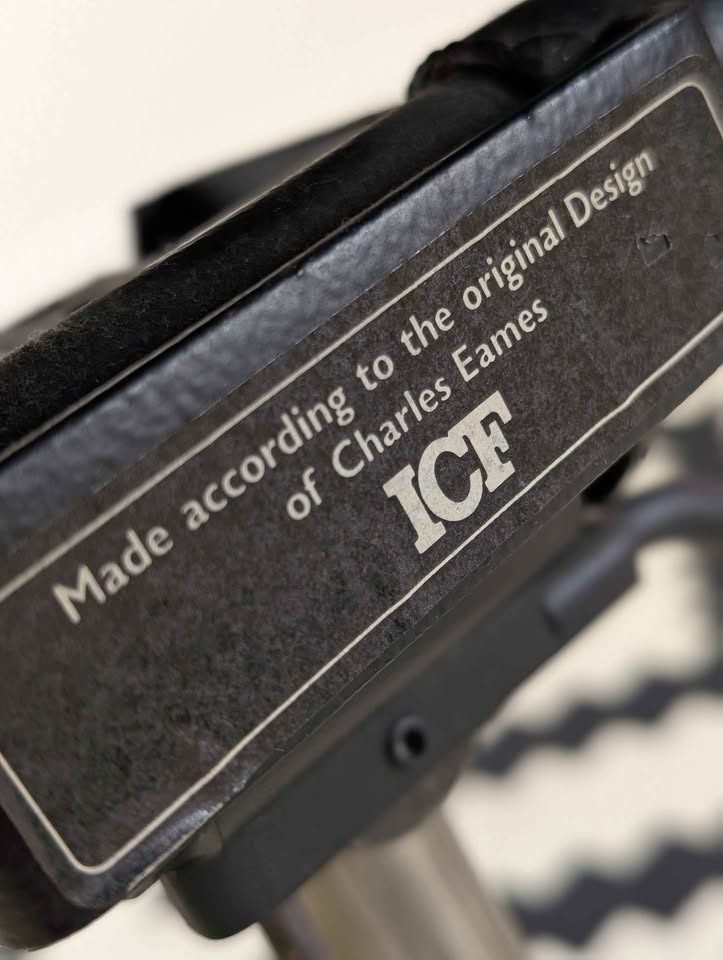 Made according to the original Design
of Charles Eames
ICF